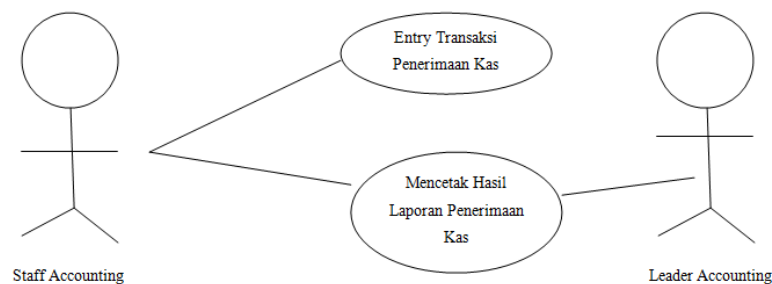 Entry Transaksi
Penerimaan Kas
Mencetak Hasil
Laporan Penerimaan
Kas
Staff Accounting
Leader Accounting